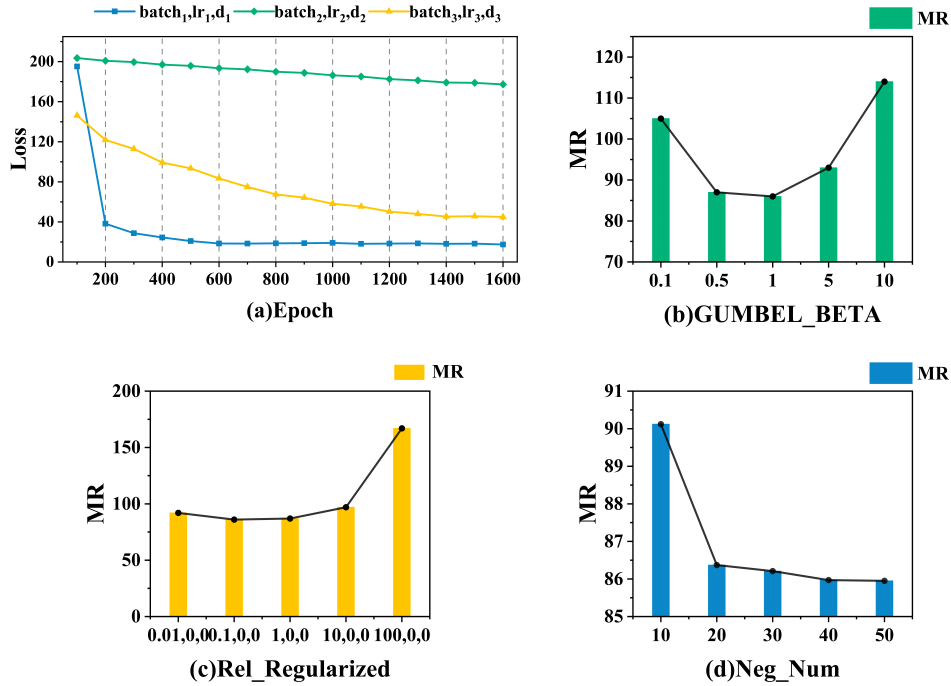 batch1,lr1,d1 batch2,lr2,d2 batch3,lr3,d3
200
160
120
80
40
0
Loss
200 400 600 800 1000 1200 1400 1600
(a)Epoch
MR
130
120
110
100
90
80
70
MR
0.1 0.5 1 5 10
(b)GUMBEL_BETA
MR
200
150
100
50
0
MR
0.01,0,0 0.1,0,0 1,0,0 10,0,0 100,0,0
(c)Rel_Regularized
MR
91
90
88
87
86
85
MR
10 20 30 40 50
(d)Neg_Num